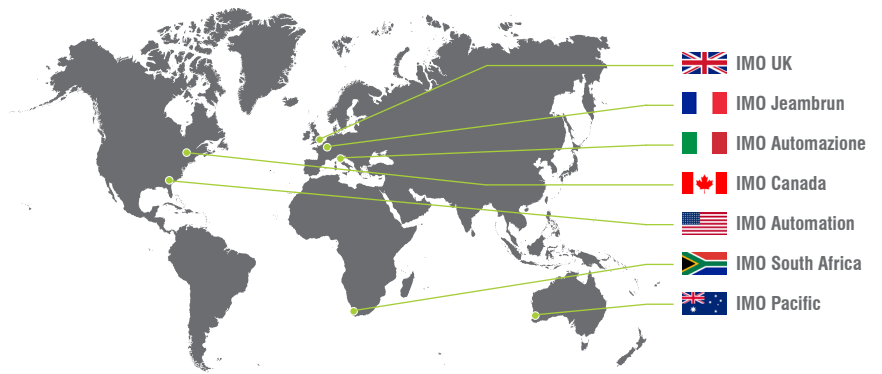 IMO UK
IMO Jeambrun
IMO Automazione
IMO Canada
IMO Automation
IMO South Africa
IMO Pacific